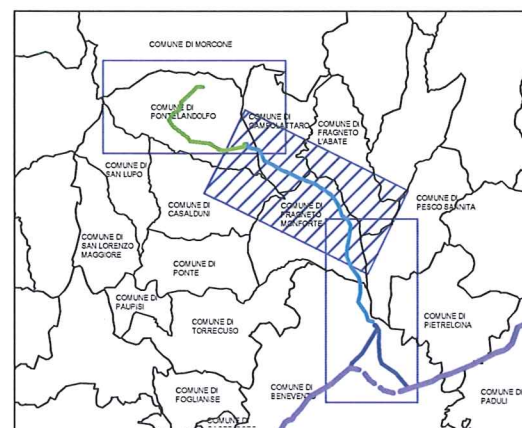 COMUNE DI MORCONE
COMUNE DI
PONTELANDOLFO
COMUNE DI
CAMPOLATTARO
COMUNE DI
FRAGNETO
L'ABATE
COMUNE DI
SAN LUPO
COMUNE DI
CASALDUNI
COMUNE DI
FRAGNETO
MONFORTE
COMUNE DI
PESCO SANNITA
COMUNE DI
SAN LORENZO
MAGGIORE
COMUNE DI
PONTE
COMUNE DI
PAUPISI
COMUNE DI
TORRECUSO
COMUNE DI
PIETRELCINA
COMUNE DI
FOGLIANISE
COMUNE DI
BENEVENTO
COMUNE DI
PADULI
COMUNE DI